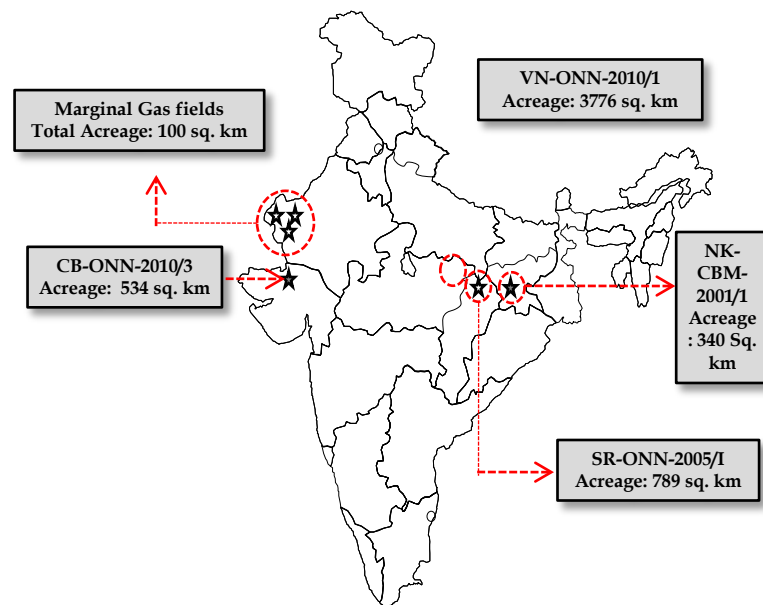 VN-ONN-2010/1
Acreage: 3776 sq. km
Marginal Gas fields
Total Acreage: 100 sq. km
CB-ONN-2010/3
Acreage: 534 sq. km
NK-
CBM-
2001/1
Acreage
: 340 Sq.
km
SR-ONN-2005/I
Acreage: 789 sq. km